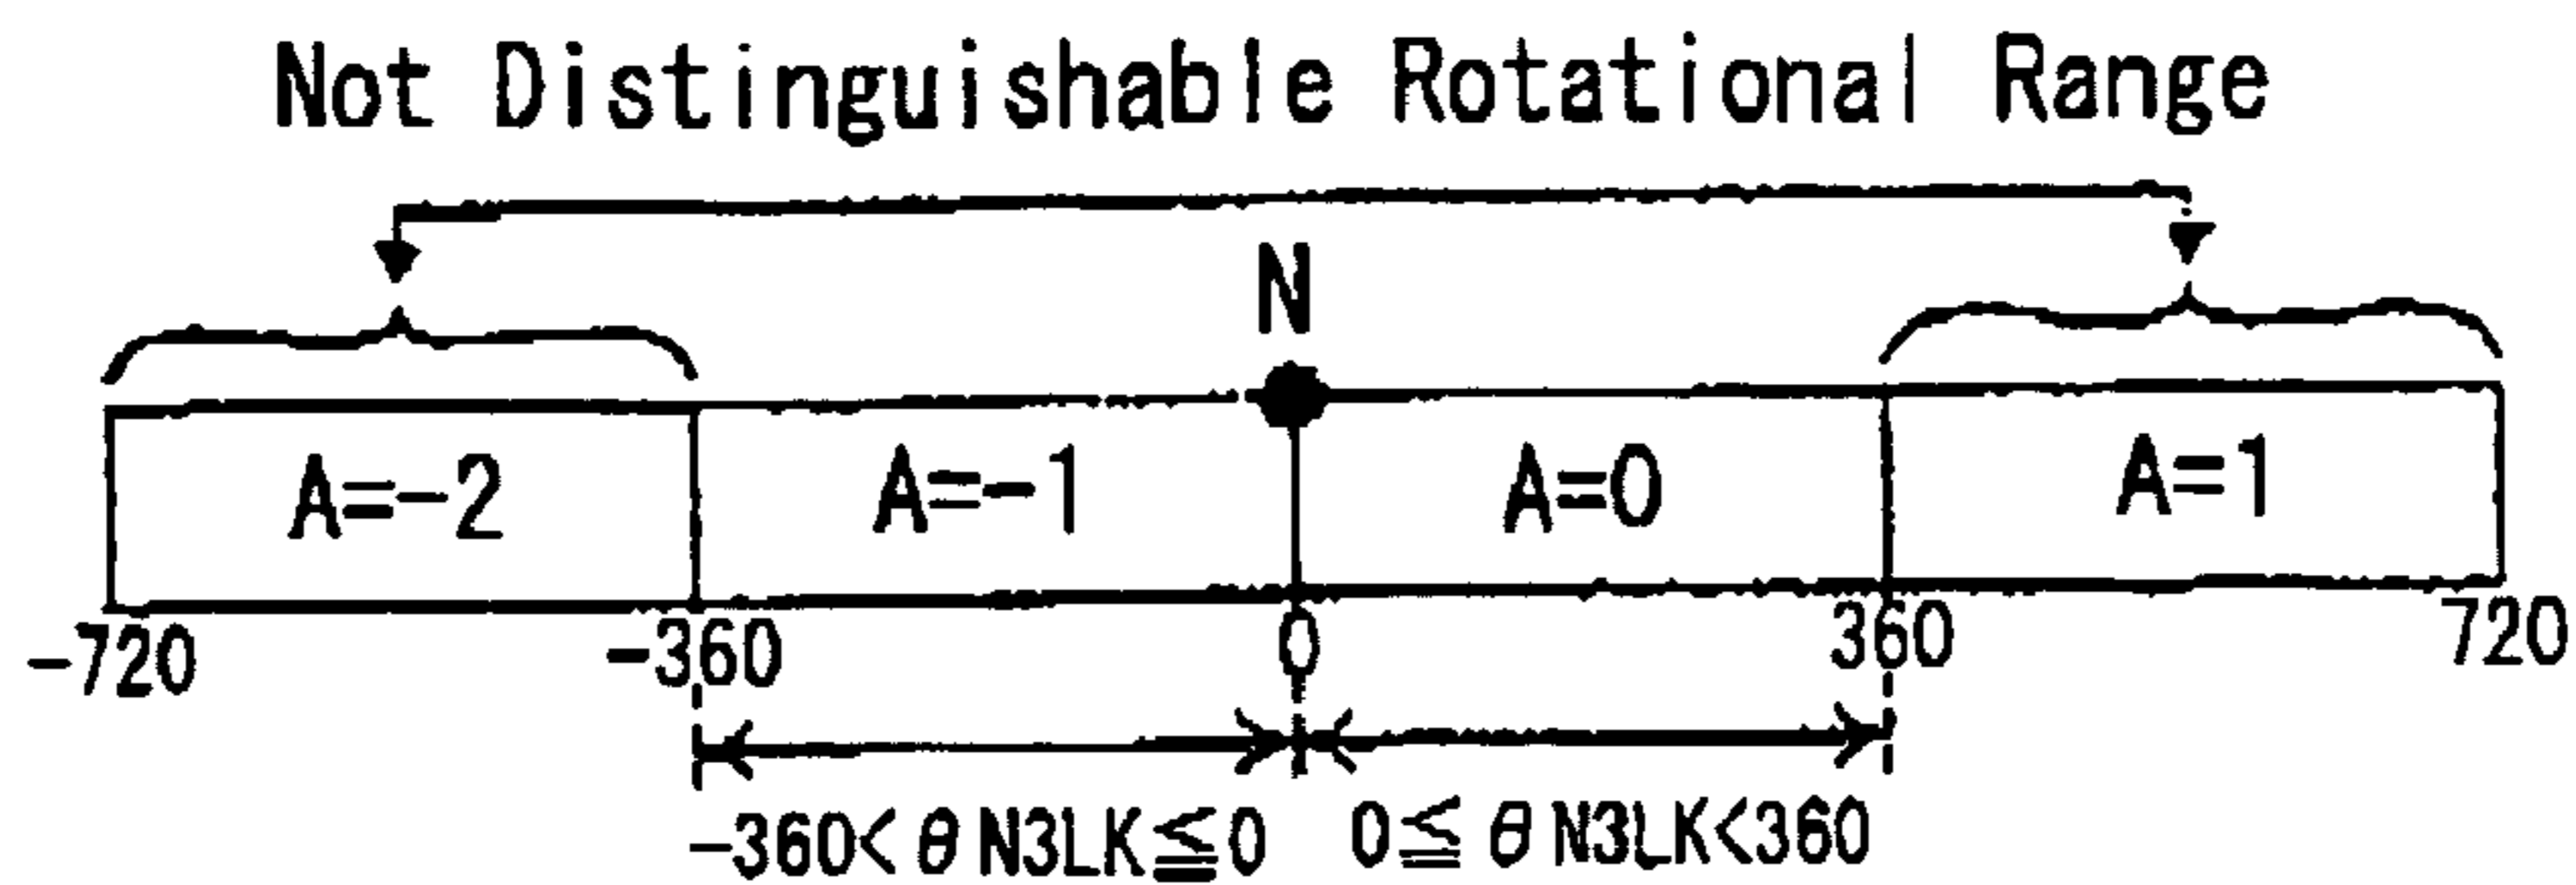 Not Distinguishable Rotational Range
N
A=-2 A=-1 A=0 A=1
-720 -360 0 360 720
-360<θN3LK≦0 0≦θN3LK<360